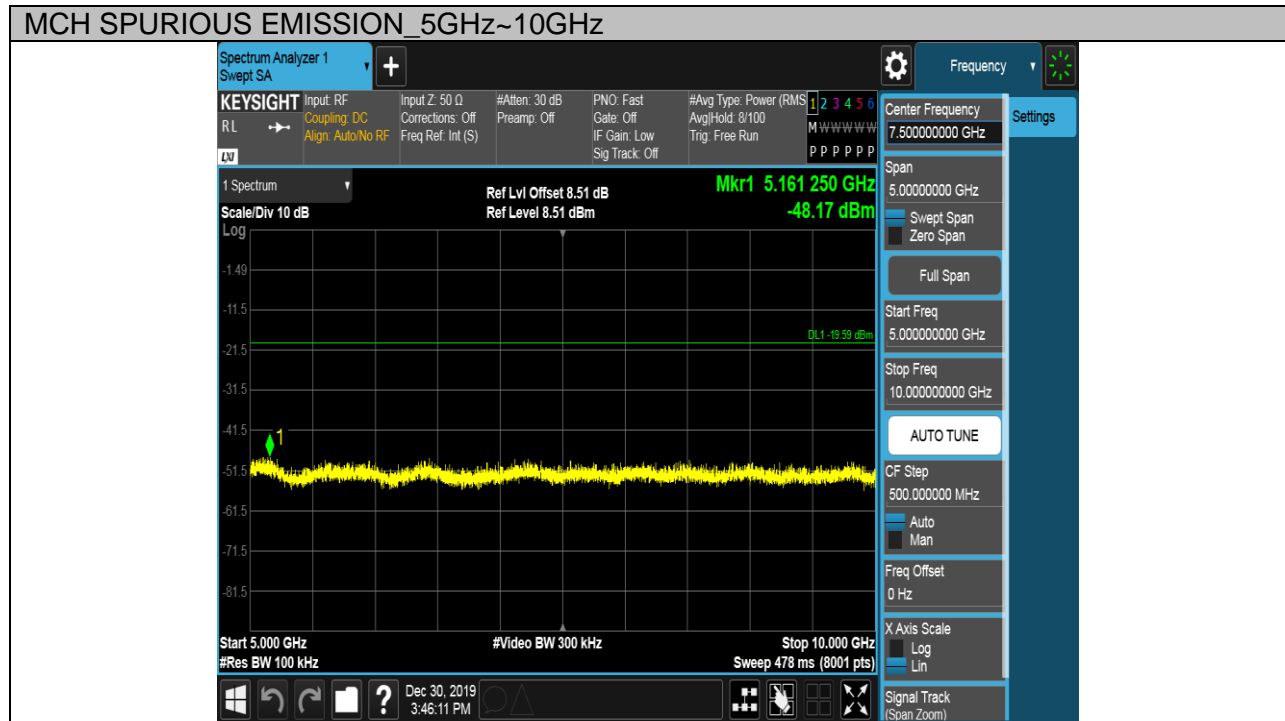 MCH SPURIOUS EMISSION_5GHz~10GHz
Spectrum Analyzer 1
Swept SA
Frequency
KEYSIGHT
R L
LXI
Input: RF
Coupling: DC
Align: Auto/No RF
Input Z: 50 Ω
Corrections: Off
Freq Ref: Int (S)
#Atten: 30 dB
Preamp: Off
PNO: Fast
Gate: Off
IF Gain: Low
Sig Track: Off
#Avg Type: Power (RMS
Avg|Hold: 8/100
Trig: Free Run
1 2 3 4 5 6
M W W W W W
P P P P P P
1 Spectrum
Scale/Div 10 dB
Log
Ref Lvl Offset 8.51 dB
Ref Level 8.51 dBm
Mkr1 5.161 250 GHz
-48.17 dBm
-1.49
-11.5
DL1 -19.59 dBm
-21.5
-31.5
-41.5
1
-51.5
-61.5
-71.5
-81.5
Start 5.000 GHz
#Video BW 300 kHz
Stop 10.000 GHz
#Res BW 100 kHz
Sweep 478 ms (8001 pts)
Dec 30, 2019
3:46:11 PM
Center Frequency
7.500000000 GHz
Settings
Span
5.00000000 GHz
Swept Span
Zero Span
Full Span
Start Freq
5.000000000 GHz
Stop Freq
10.000000000 GHz
AUTO TUNE
CF Step
500.000000 MHz
Auto
Man
Freq Offset
0 Hz
X Axis Scale
Log
Lin
Signal Track
(Span Zoom)